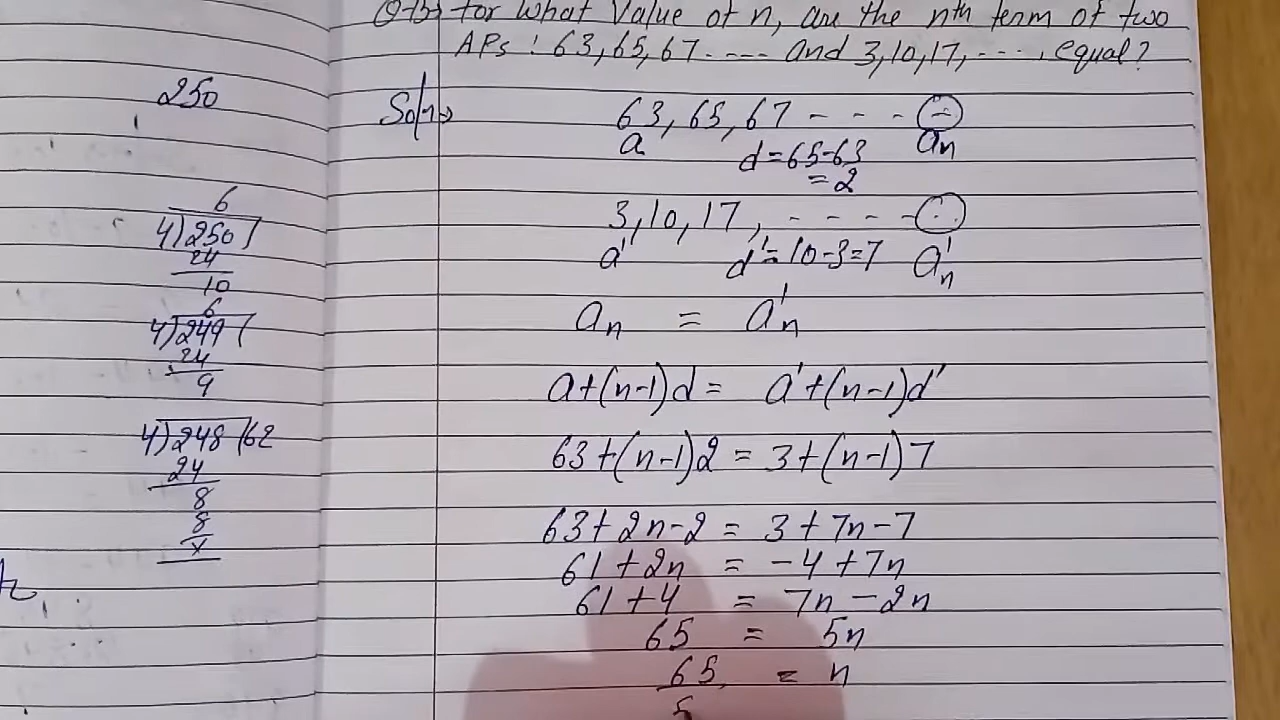 Q-15) For what value of n, are the nth term of two
APs : 63, 65, 67 ..... and 3, 10, 17, ....., equal?
Soln→
63, 65, 67 - - - -
a
an
d = 65-63
= 2
3, 10, 17, - - - - -
a'
d' = 10-3=7
a'n
an = a'n
a+(n-1)d = a'+(n-1)d'
63+(n-1)2 = 3+(n-1)7
63+2n-2 = 3+7n-7
61+2n = -4+7n
61+4 = 7n-2n
65 = 5n
65 = n
5
250
6
4)250(
24
10
6
4)249(
24
9
4)248(62
24
8
8
x